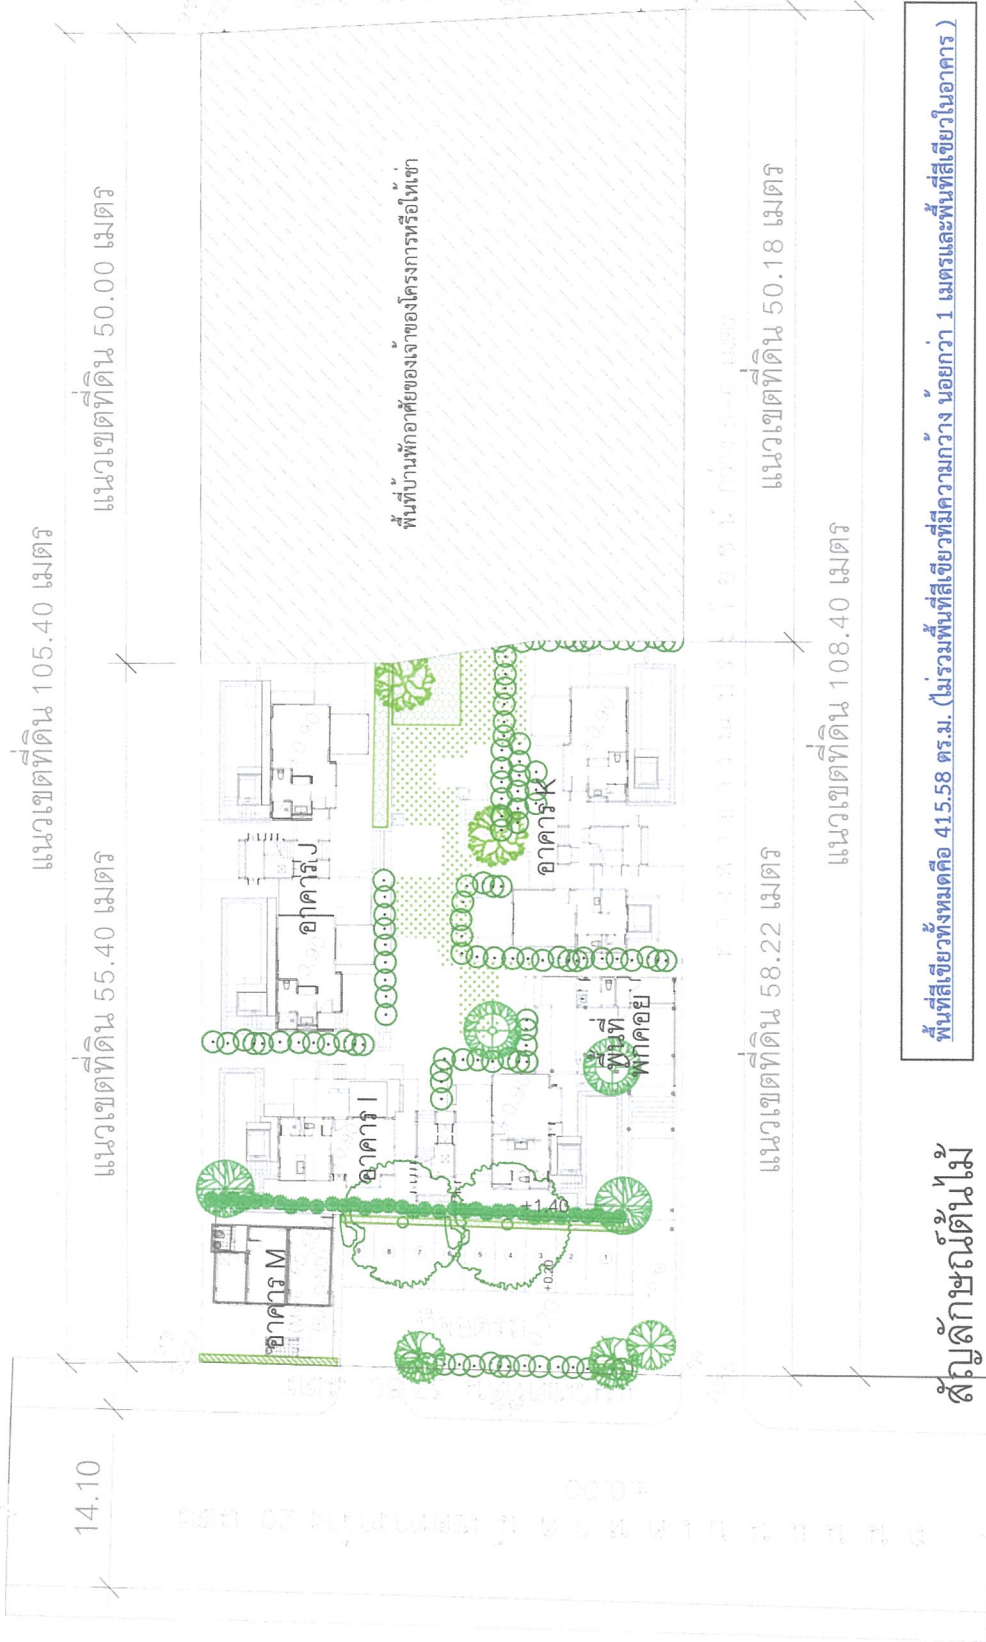 แนวเขตที่ดิน 105.40 เมตร
แนวเขตที่ดิน 55.40 เมตร
แนวเขตที่ดิน 50.00 เมตร
14.10
พื้นที่บ้านพักอาศัยของเจ้าของโครงการหรือให้เช่า
อาคาร M
อาคาร I
อาคาร J
อาคาร K
พื้นที่
พักคอย
+1.40
+0.20
9
8
7
6
5
4
3
2
1
แนวเขตที่ดิน 58.22 เมตร
แนวเขตที่ดิน 50.18 เมตร
แนวเขตที่ดิน 108.40 เมตร
พื้นที่สีเขียวทั้งหมดคือ 415.58 ตร.ม. (ไม่รวมพื้นที่สีเขียวที่มีความกว้าง น้อยกว่า 1 เมตรและพื้นที่สีเขียวในอาคาร )
สัญลักษณ์ต้นไม้